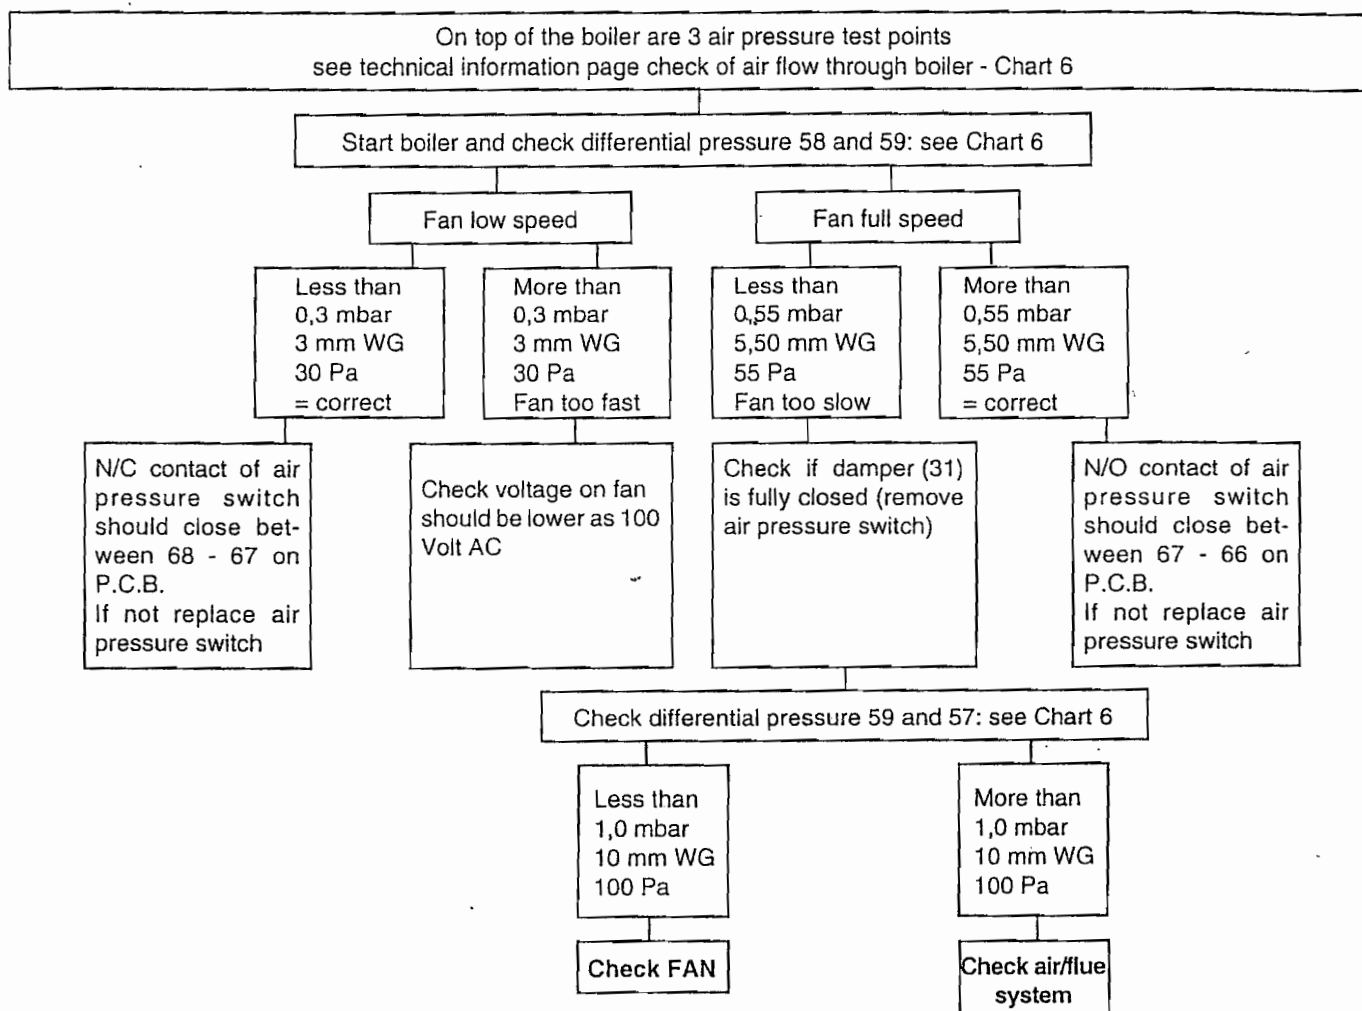 On top of the boiler are 3 air pressure test points
see technical information page check of air flow through boiler - Chart 6
Start boiler and check differential pressure 58 and 59: see Chart 6
Fan low speed
Fan full speed
Less than
0,3 mbar
3 mm WG
30 Pa
= correct
More than
0,3 mbar
3 mm WG
30 Pa
Fan too fast
Less than
0,55 mbar
5,50 mm WG
55 Pa
Fan too slow
More than
0,55 mbar
5,50 mm WG
55 Pa
= correct
N/C contact of air
pressure switch
should close bet-
ween 68 - 67 on
P.C.B.
If not replace air
pressure switch
Check voltage on fan
should be lower as 100
Volt AC
Check if damper (31)
is fully closed (remove
air pressure switch)
N/O contact of air
pressure switch
should close bet-
ween 67 - 66 on
P.C.B.
If not replace air
pressure switch
Check differential pressure 59 and 57: see Chart 6
Less than
1,0 mbar
10 mm WG
100 Pa
More than
1,0 mbar
10 mm WG
100 Pa
Check FAN
Check air/flue
system